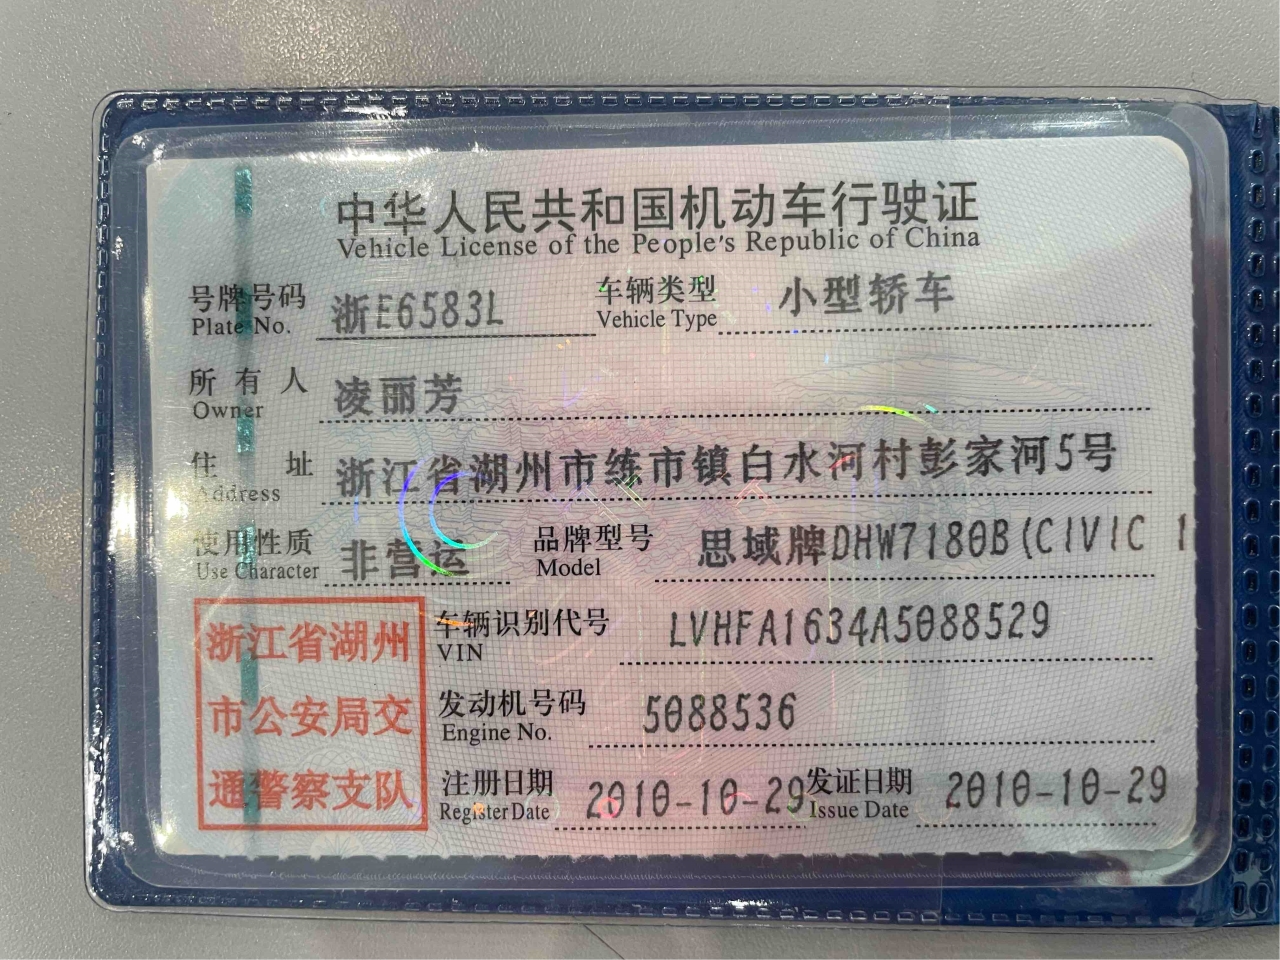 中华人民共和国机动车行驶证
Vehicle License of the People's Republic of China
号牌号码 浙E6583L 车辆类型 小型轿车
Plate No. Vehicle Type
所有人 凌丽芳
Owner
住址 浙江省湖州市练市镇白水河村彭家河5号
Address
使用性质 非营运 品牌型号 思域牌DHW7180B(CIVIC 1
Use Character Model
浙江省湖州
市公安局交
通警察支队
车辆识别代号 LVHFA1634A5088529
VIN
发动机号码 5088536
Engine No.
注册日期 2010-10-29 发证日期 2010-10-29
Register Date Issue Date